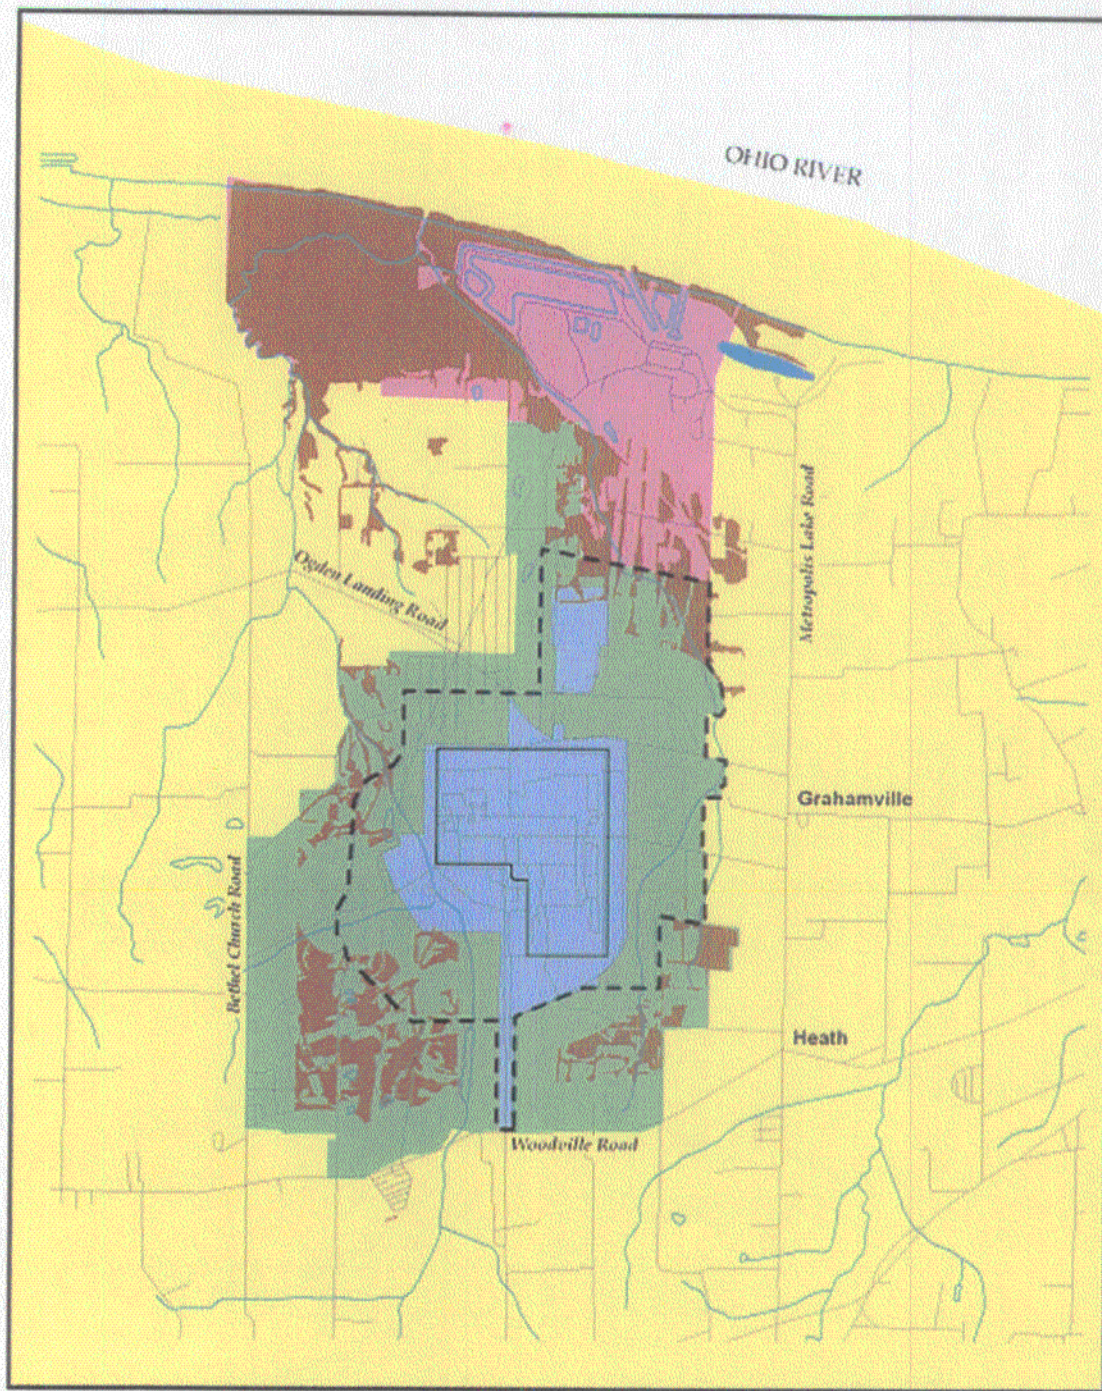 OHIO RIVER
Metropolis Lake Road
Ogden Landing Road
Grahamville
Bethel Church Road
Heath
Woodville Road